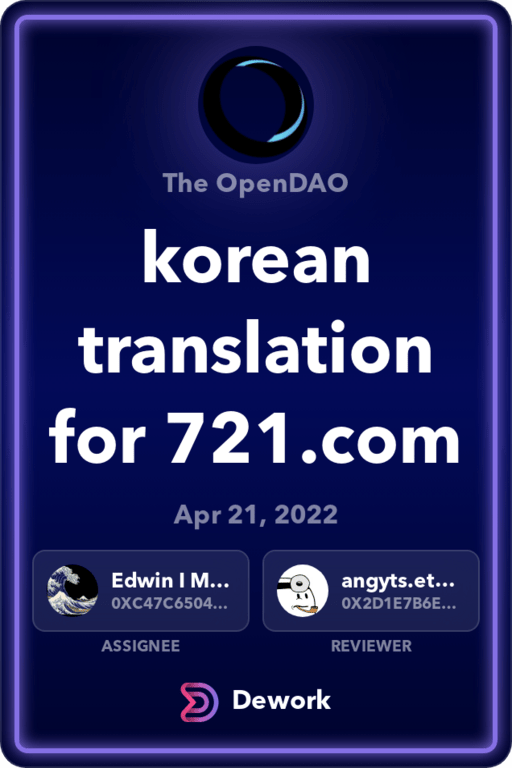 The OpenDAO
korean
translation
for 721.com
Apr 21, 2022
Edwin I M...
0XC47C6504...
angyts.et...
0X2D1E7B6E...
ASSIGNEE
REVIEWER
Dework